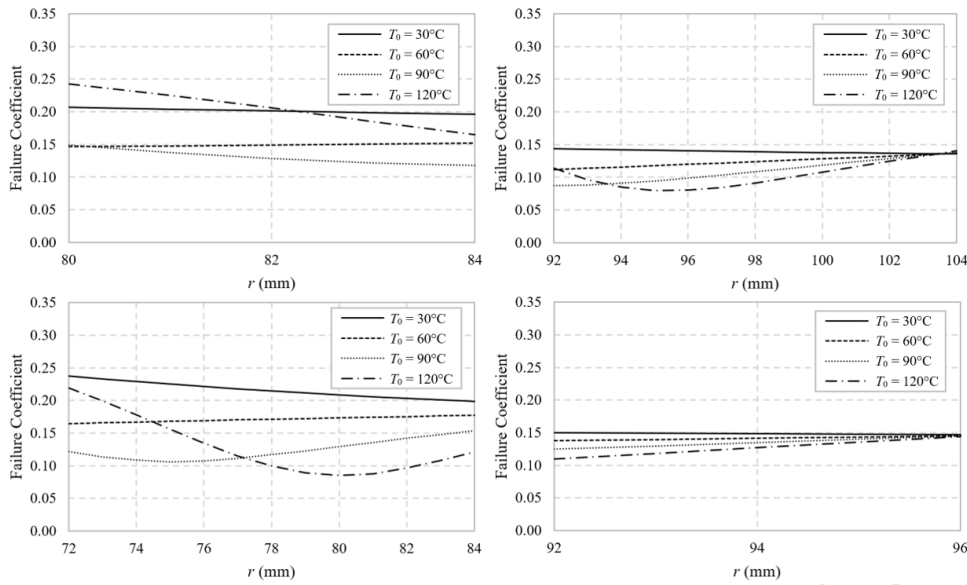 0.35
0.30
0.25
0.20
0.15
0.10
0.05
0.00
Failure Coefficient
80
82
84
r (mm)
T0 = 30°C
T0 = 60°C
T0 = 90°C
T0 = 120°C
0.35
0.30
0.25
0.20
0.15
0.10
0.05
0.00
Failure Coefficient
92
94
96
98
100
102
104
r (mm)
T0 = 30°C
T0 = 60°C
T0 = 90°C
T0 = 120°C
0.35
0.30
0.25
0.20
0.15
0.10
0.05
0.00
Failure Coefficient
72
74
76
78
80
82
84
r (mm)
T0 = 30°C
T0 = 60°C
T0 = 90°C
T0 = 120°C
0.35
0.30
0.25
0.20
0.15
0.10
0.05
0.00
Failure Coefficient
92
94
96
r (mm)
T0 = 30°C
T0 = 60°C
T0 = 90°C
T0 = 120°C